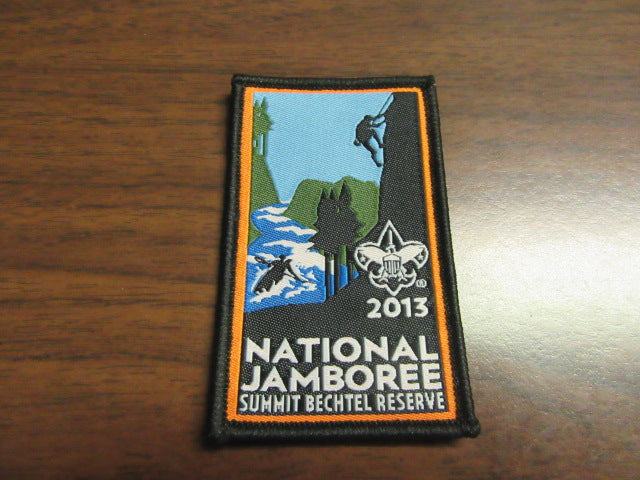 ®
2013
NATIONAL
JAMBOREE
SUMMIT BECHTEL RESERVE